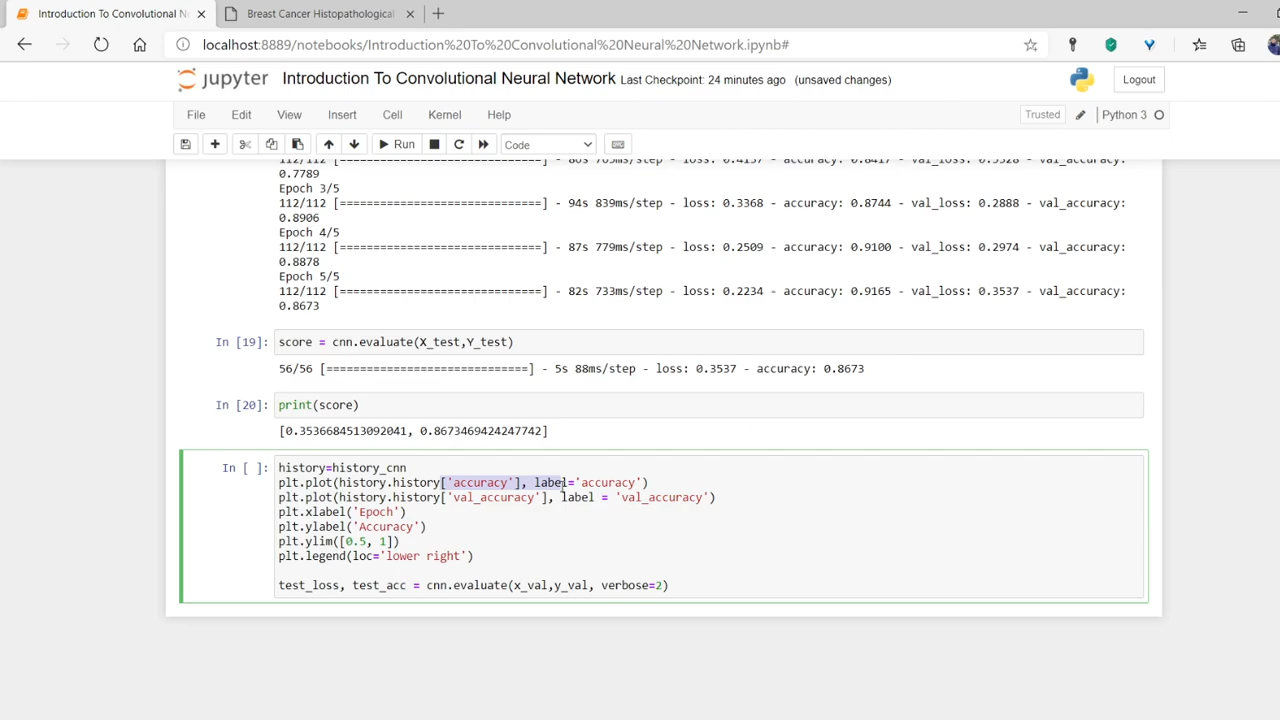 Introduction To Convolutional N
Breast Cancer Histopathological
localhost:8889/notebooks/Introduction%20To%20Convolutional%20Neural%20Network.ipynb#
jupyter Introduction To Convolutional Neural Network Last Checkpoint: 24 minutes ago (unsaved changes)
Logout
File Edit View Insert Cell Kernel Help
Trusted
Python 3
Run
Code
0.7789
Epoch 3/5
112/112 [==============================] - 94s 839ms/step - loss: 0.3368 - accuracy: 0.8744 - val_loss: 0.2888 - val_accuracy:
0.8906
Epoch 4/5
112/112 [==============================] - 87s 779ms/step - loss: 0.2509 - accuracy: 0.9100 - val_loss: 0.2974 - val_accuracy:
0.8878
Epoch 5/5
112/112 [==============================] - 82s 733ms/step - loss: 0.2234 - accuracy: 0.9165 - val_loss: 0.3537 - val_accuracy:
0.8673
In [19]: score = cnn.evaluate(X_test,Y_test)
56/56 [==============================] - 5s 88ms/step - loss: 0.3537 - accuracy: 0.8673
In [20]: print(score)
[0.3536684513092041, 0.8673469424247742]
In [ ]: history=history_cnn
plt.plot(history.history['accuracy'], label='accuracy')
plt.plot(history.history['val_accuracy'], label = 'val_accuracy')
plt.xlabel('Epoch')
plt.ylabel('Accuracy')
plt.ylim([0.5, 1])
plt.legend(loc='lower right')
test_loss, test_acc = cnn.evaluate(x_val,y_val, verbose=2)